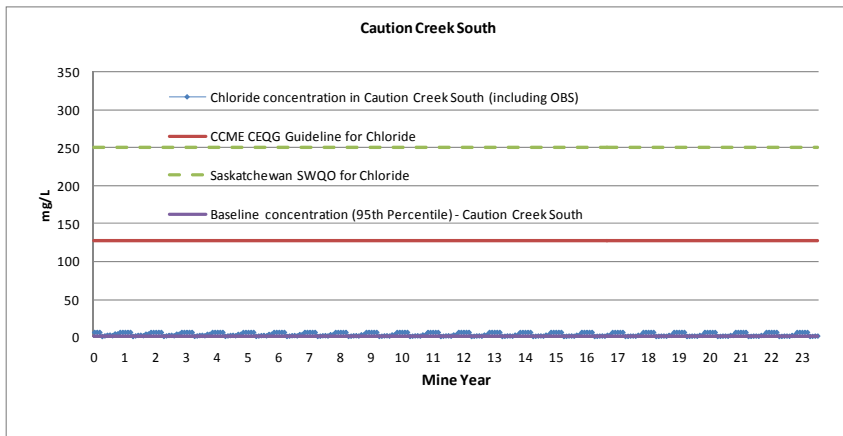 Caution Creek South
350
Chloride concentration in Caution Creek South (including OBS)
300
CCME CEQG Guideline for Chloride
250
Saskatchewan SWQO for Chloride
200
Baseline concentration (95th Percentile) - Caution Creek South
150
100
50
0
mg/L
0 1 2 3 4 5 6 7 8 9 10 11 12 13 14 15 16 17 18 19 20 21 22 23
Mine Year